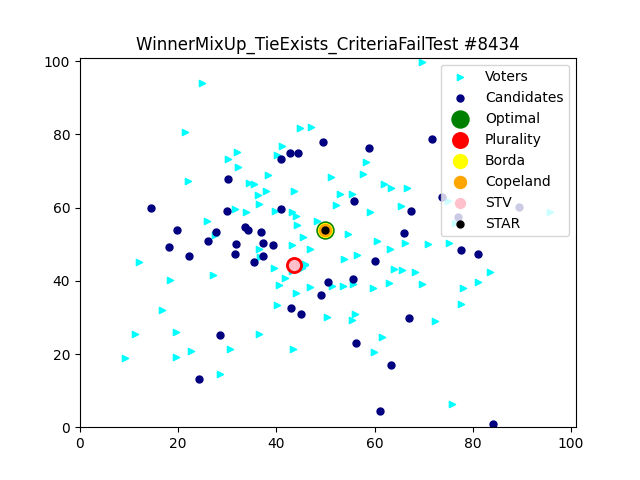 WinnerMixUp_TieExists_CriteriaFailTest #8434
100
80
60
40
20
0
0
20
40
60
80
100
Voters
Candidates
Optimal
Plurality
Borda
Copeland
STV
STAR